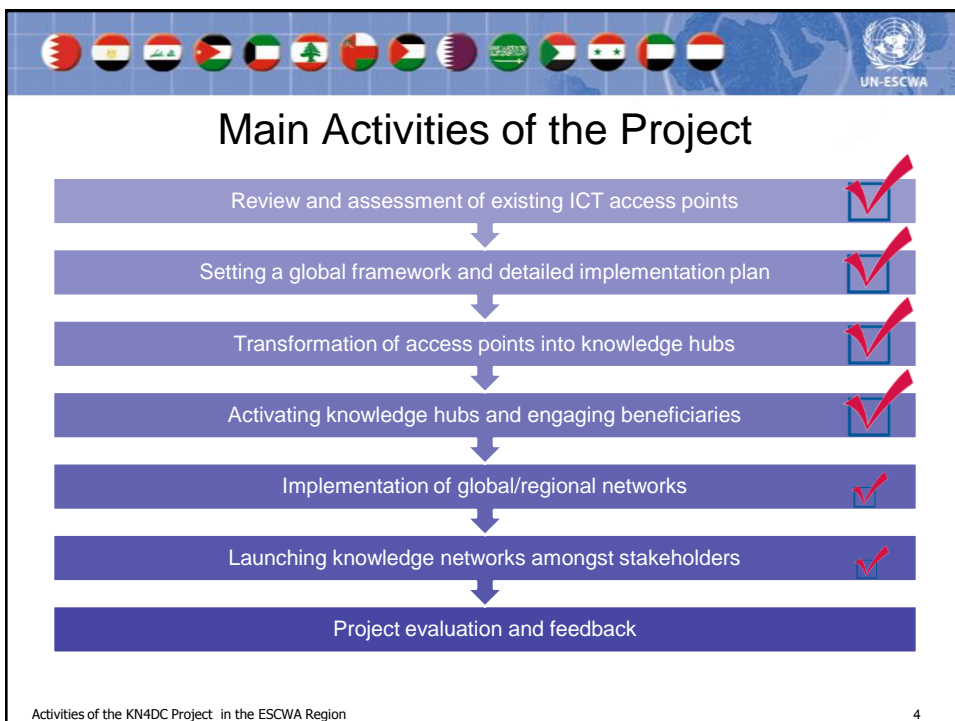 UN-ESCWA
Main Activities of the Project
Review and assessment of existing ICT access points
Setting a global framework and detailed implementation plan
Transformation of access points into knowledge hubs
Activating knowledge hubs and engaging beneficiaries
Implementation of global/regional networks
Launching knowledge networks amongst stakeholders
Project evaluation and feedback
Activities of the KN4DC Project in the ESCWA Region 4